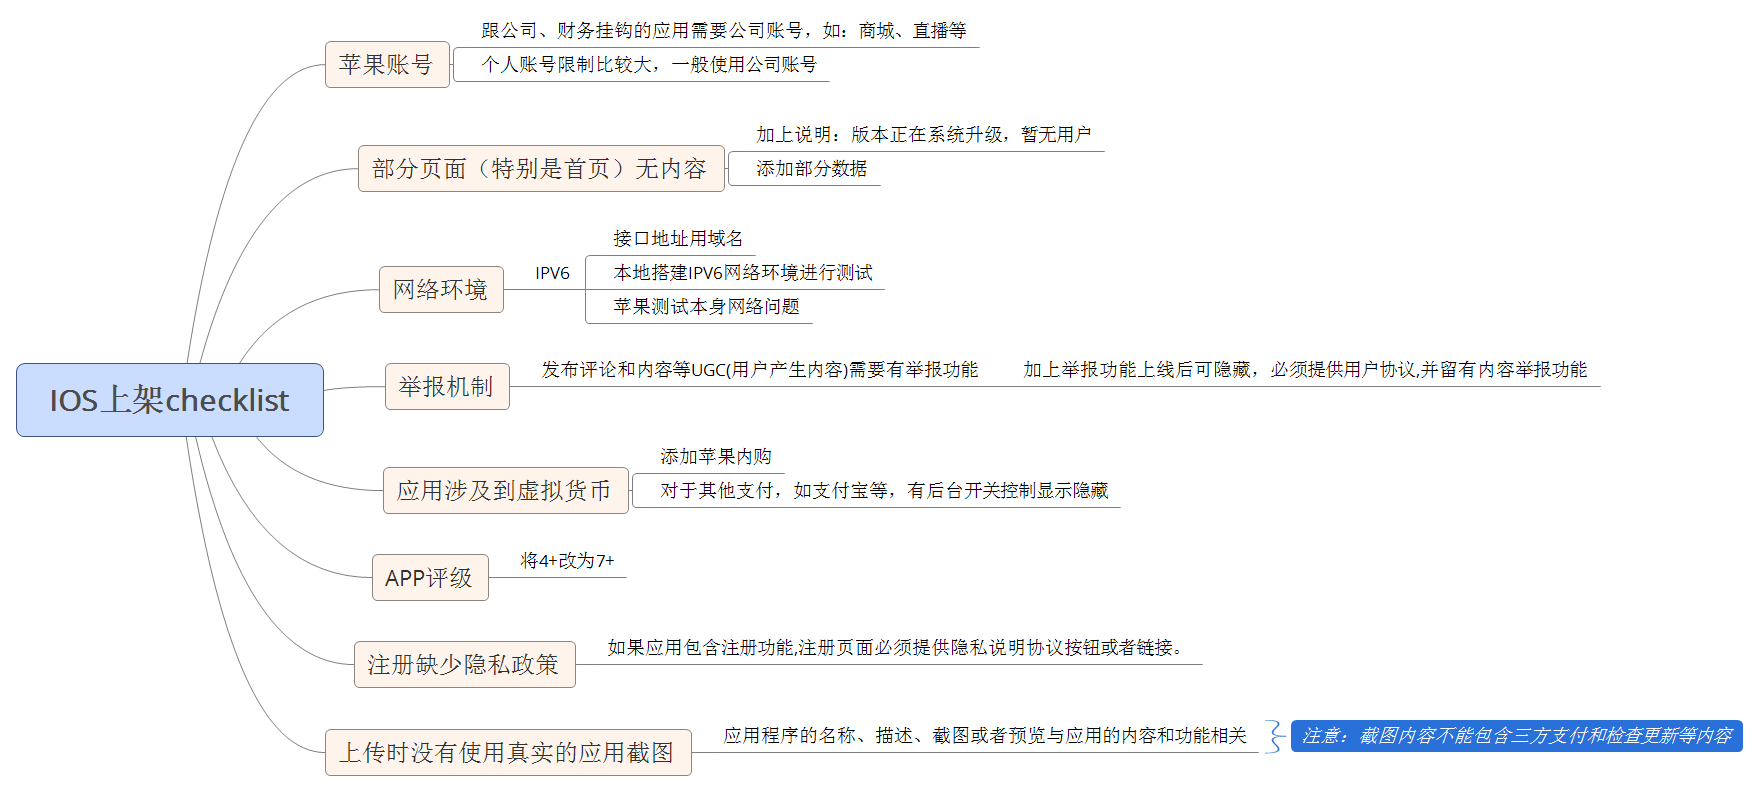 IOS上架checklist
苹果账号
跟公司、财务挂钩的应用需要公司账号，如：商城、直播等
个人账号限制比较大，一般使用公司账号
部分页面（特别是首页）无内容
加上说明：版本正在系统升级，暂无用户
添加部分数据
网络环境
IPV6
接口地址用域名
本地搭建IPV6网络环境进行测试
苹果测试本身网络问题
举报机制
发布评论和内容等UGC(用户产生内容)需要有举报功能
加上举报功能上线后可隐藏，必须提供用户协议,并留有内容举报功能
应用涉及到虚拟货币
添加苹果内购
对于其他支付，如支付宝等，有后台开关控制显示隐藏
APP评级
将4+改为7+
注册缺少隐私政策
如果应用包含注册功能,注册页面必须提供隐私说明协议按钮或者链接。
上传时没有使用真实的应用截图
应用程序的名称、描述、截图或者预览与应用的内容和功能相关
注意：截图内容不能包含三方支付和检查更新等内容